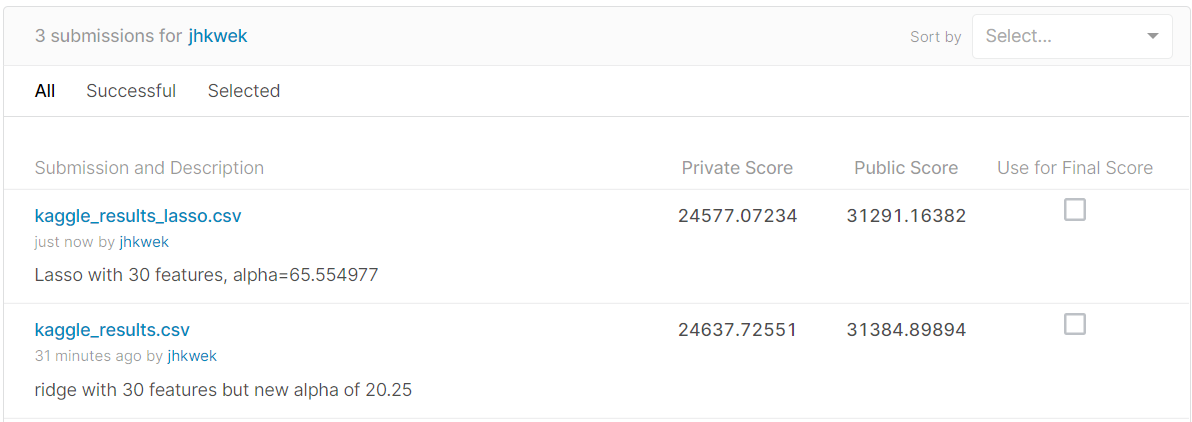 3 submissions for jhkwek
Sort by Select...
All Successful Selected
Submission and Description Private Score Public Score Use for Final Score
kaggle_results_lasso.csv 24577.07234 31291.16382
just now by jhkwek
Lasso with 30 features, alpha=65.554977
kaggle_results.csv 24637.72551 31384.89894
31 minutes ago by jhkwek
ridge with 30 features but new alpha of 20.25